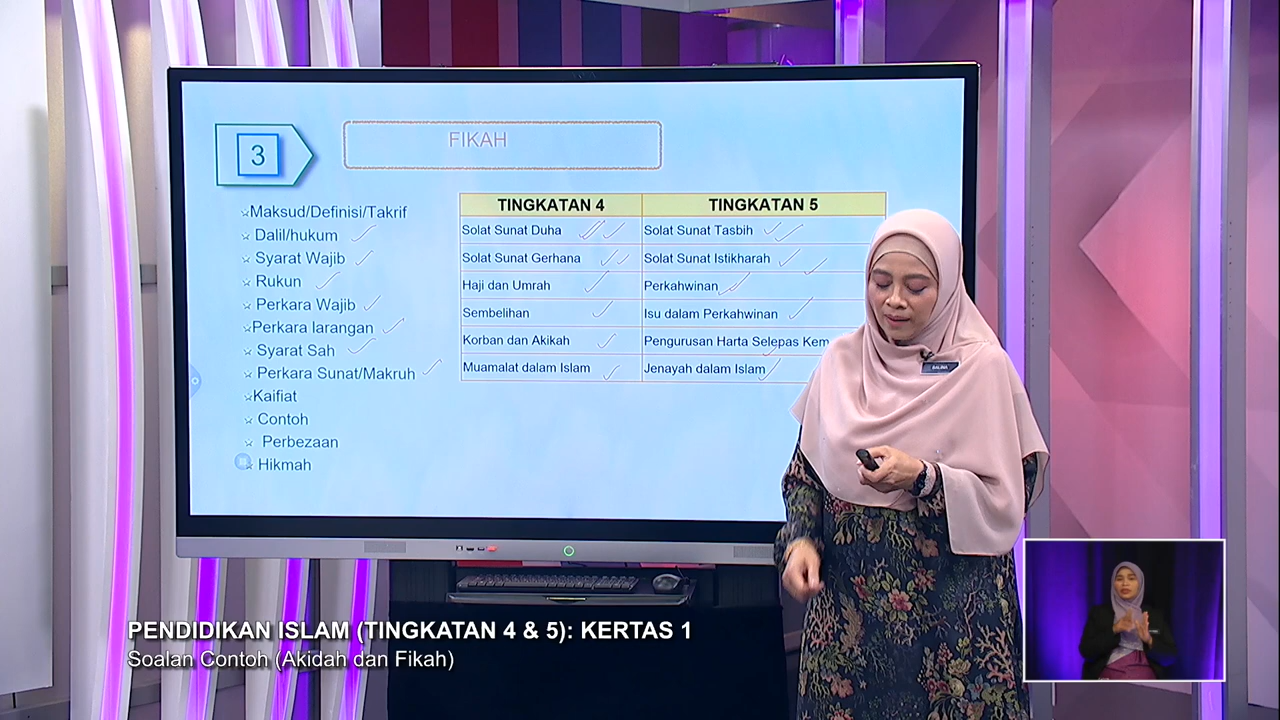 3
FIKAH
Maksud/Definisi/Takrif
Dalil/hukum
Syarat Wajib
Rukun
Perkara Wajib
Perkara larangan
Syarat Sah
Perkara Sunat/Makruh
Kaifiat
Contoh
Perbezaan
Hikmah
TINGKATAN 4 TINGKATAN 5
Solat Sunat Duha Solat Sunat Tasbih
Solat Sunat Gerhana Solat Sunat Istikharah
Haji dan Umrah Perkahwinan
Sembelihan Isu dalam Perkahwinan
Korban dan Akikah Pengurusan Harta Selepas Kem
Muamalat dalam Islam Jenayah dalam Islam
SALINA
PENDIDIKAN ISLAM (TINGKATAN 4 & 5): KERTAS 1
Soalan Contoh (Akidah dan Fikah)